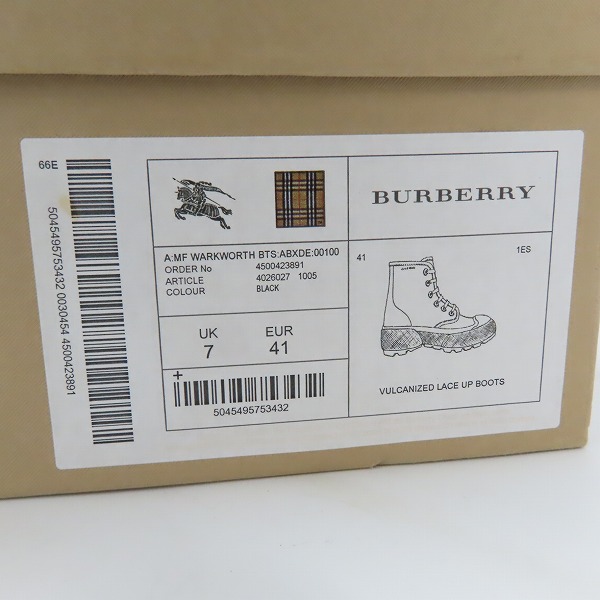 66E
5045495753432 0030454 4500423891
A:MF WARKWORTH BTS:ABXDE:00100
ORDER No 4500423891
ARTICLE 4026027 1005
COLOUR BLACK
UK EUR
7 41
+
5045495753432
BURBERRY
41 1ES
VULCANIZED LACE UP BOOTS